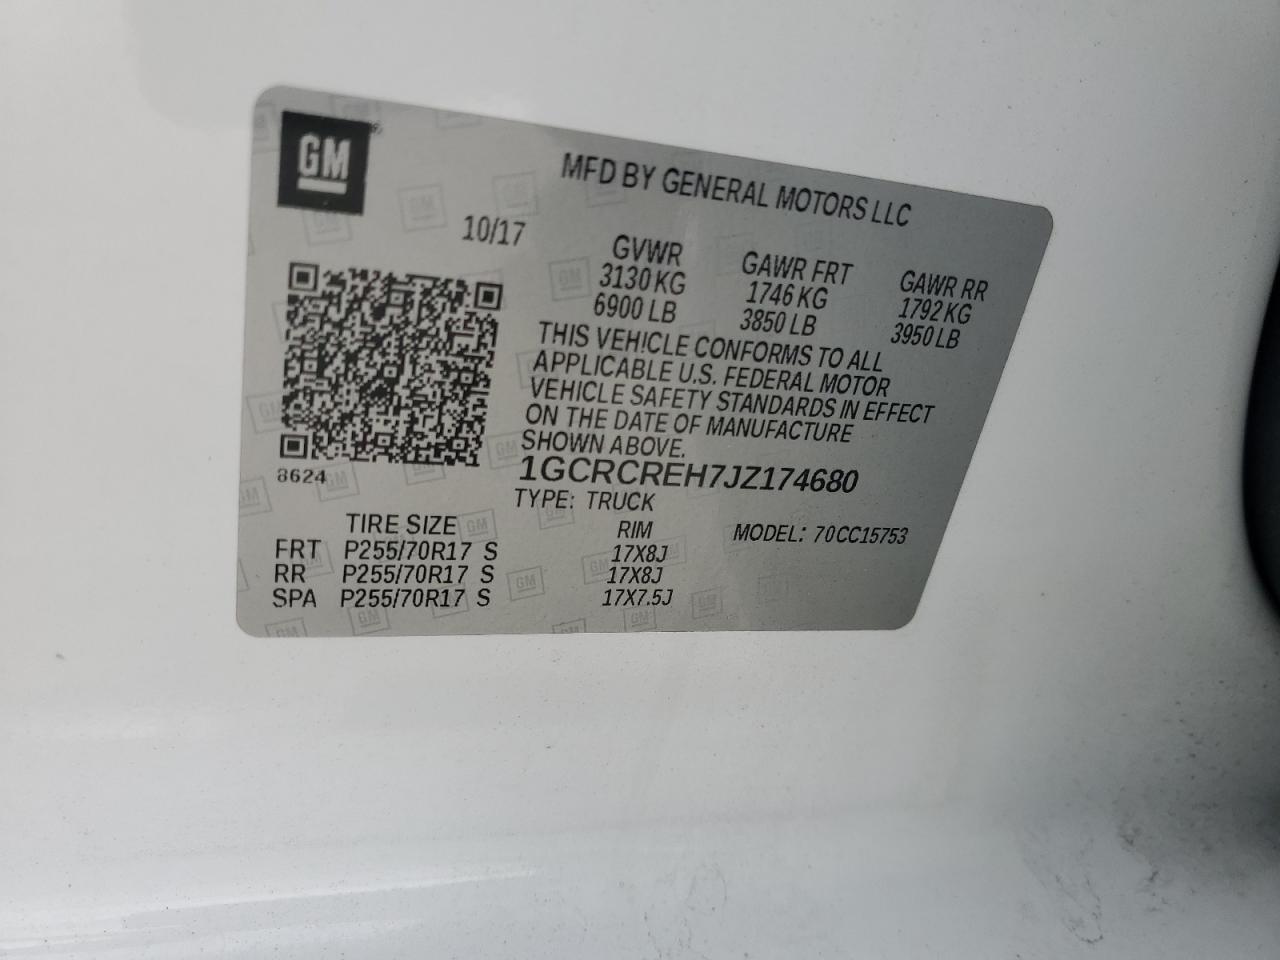 GM
MFD BY GENERAL MOTORS LLC
10/17
GVWR GAWR FRT GAWR RR
3130 KG 1746 KG 1792 KG
6900 LB 3850 LB 3950 LB
THIS VEHICLE CONFORMS TO ALL
APPLICABLE U.S. FEDERAL MOTOR
VEHICLE SAFETY STANDARDS IN EFFECT
ON THE DATE OF MANUFACTURE
SHOWN ABOVE.
8624
1GCRCREH7JZ174680
TYPE: TRUCK
TIRE SIZE RIM MODEL: 70CC15753
FRT P255/70R17 S 17X8J
RR P255/70R17 S 17X8J
SPA P255/70R17 S 17X7.5J